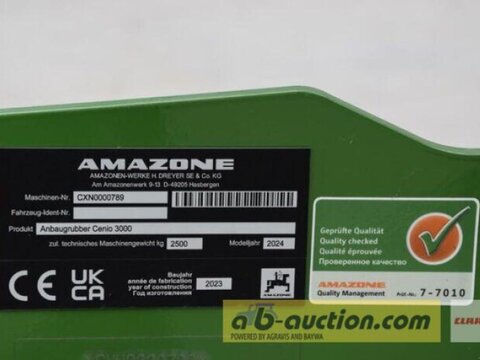 AMAZONE
AMAZONEN-WERKE H. DREYER SE & Co. KG
Am Amazonenwerk 9-13 D-49205 Hasbergen
Maschinen-Nr. CXN0000789
Fahrzeug-Ident-Nr.
Produkt Anbaugrubber Cenio 3000
zul. technisches Maschinengewicht kg 2500 Modelljahr 2024
CE UK CA
Baujahr
année de fabrication
year of construction
Год изготовления
2023
AMAZONE
Geprüfte Qualität
Quality checked
Qualité éprouvée
Проверенное качество
AMAZONE
Quality Management
7-7010
ab-auction.com
POWERED BY AGRAVIS AND BAYWA